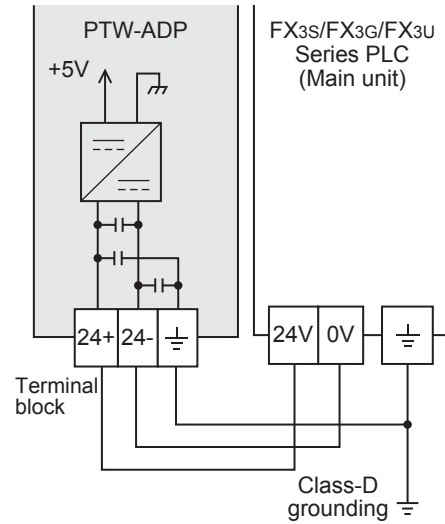 PTW-ADP
+5V
FX3S/FX3G/FX3U
Series PLC
(Main unit)
24+ 24-
24V 0V
Terminal
block
Class-D
grounding